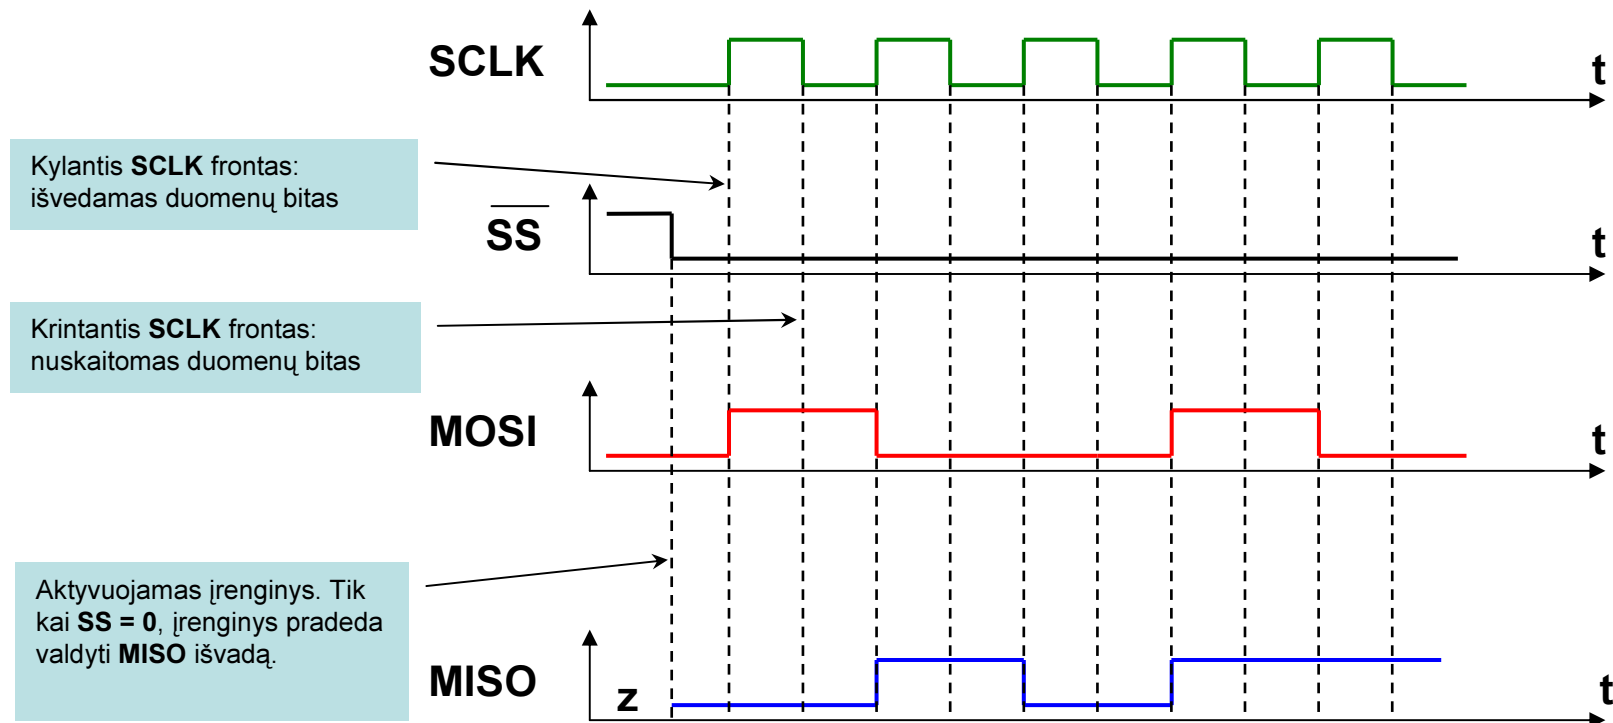 SCLK
t
Kylantis SCLK frontas:
išvedamas duomenų bitas
SS
t
Krintantis SCLK frontas:
nuskaitomas duomenų bitas
MOSI
t
Aktyvuojamas įrenginys. Tik
kai SS = 0, įrenginys pradeda
valdyti MISO išvadą.
MISO
z
t